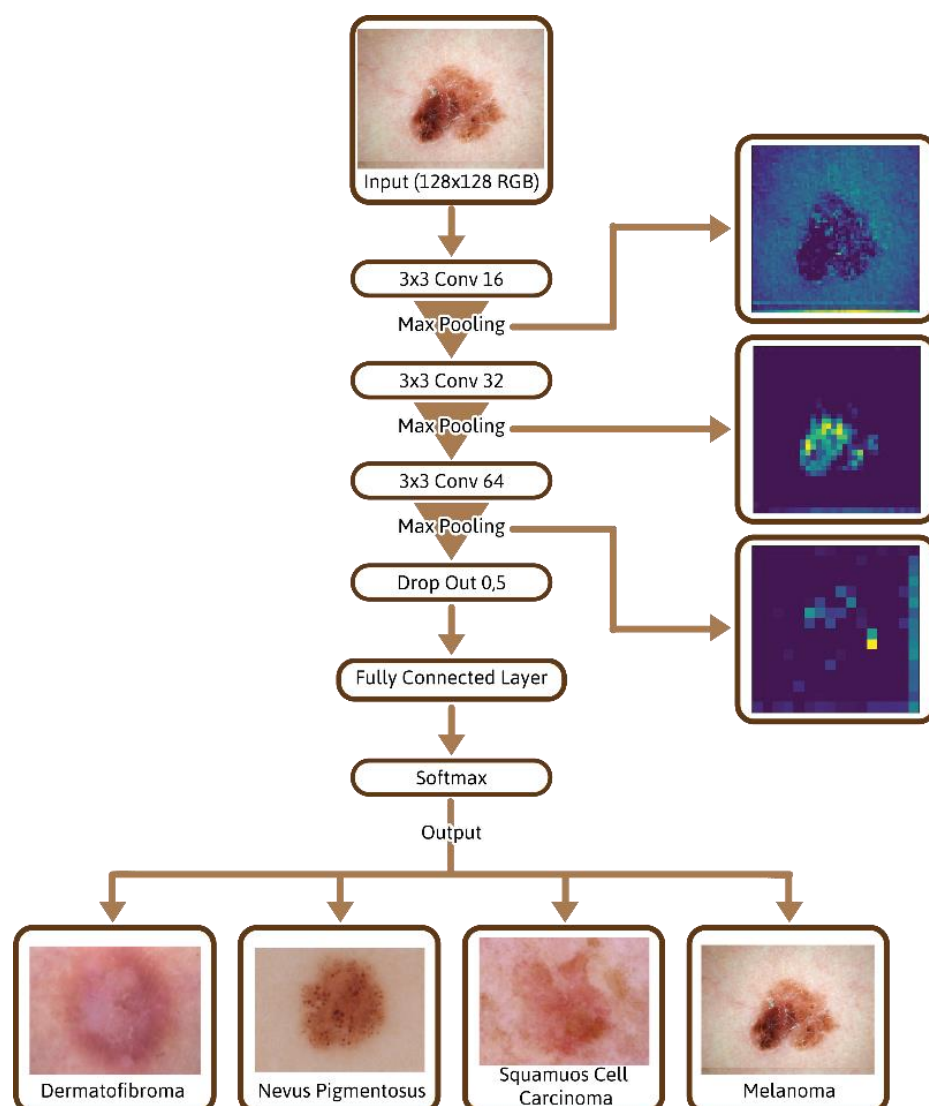 Input (128x128 RGB)
3x3 Conv 16
Max Pooling
3x3 Conv 32
Max Pooling
3x3 Conv 64
Max Pooling
Drop Out 0,5
Fully Connected Layer
Softmax
Output
Dermatofibroma
Nevus Pigmentosus
Squamuos Cell
Carcinoma
Melanoma